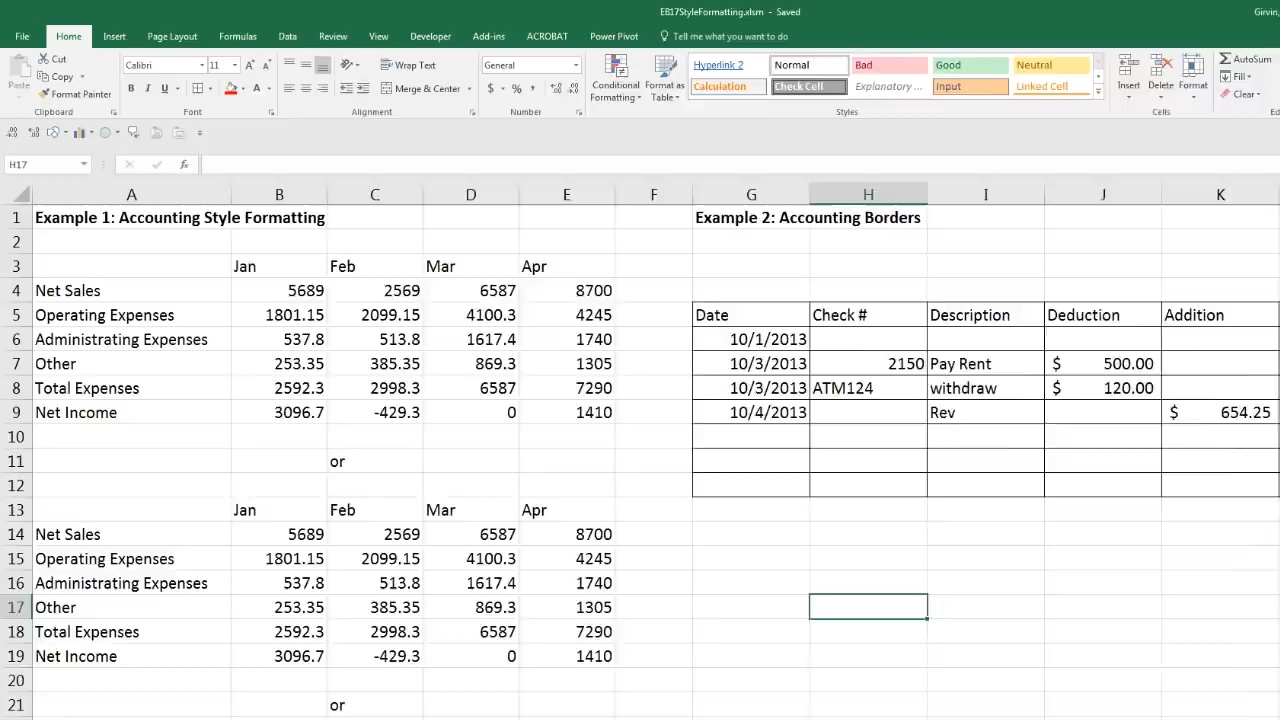 EB17StyleFormatting.xlsm - Saved
Girvin,
File Home Insert Page Layout Formulas Data Review View Developer Add-ins ACROBAT Power Pivot Tell me what you want to do
Paste
Cut
Copy
Format Painter
Clipboard
Calibri 11
B I U
Font
Wrap Text
Merge & Center
Alignment
General
$ % ,
Number
Conditional Formatting
Format as Table
Hyperlink 2 Normal Bad Good Neutral
Calculation Check Cell Explanatory ... Input Linked Cell
Styles
Insert Delete Format
Cells
AutoSum
Fill
Clear
H17 fx
A B C D E F G H I J K
1 Example 1: Accounting Style Formatting Example 2: Accounting Borders
2
3 Jan Feb Mar Apr
4 Net Sales 5689 2569 6587 8700
5 Operating Expenses 1801.15 2099.15 4100.3 4245 Date Check # Description Deduction Addition
6 Administrating Expenses 537.8 513.8 1617.4 1740 10/1/2013
7 Other 253.35 385.35 869.3 1305 10/3/2013 2150 Pay Rent $ 500.00
8 Total Expenses 2592.3 2998.3 6587 7290 10/3/2013 ATM124 withdraw $ 120.00
9 Net Income 3096.7 -429.3 0 1410 10/4/2013 Rev $ 654.25
10
11 or
12
13 Jan Feb Mar Apr
14 Net Sales 5689 2569 6587 8700
15 Operating Expenses 1801.15 2099.15 4100.3 4245
16 Administrating Expenses 537.8 513.8 1617.4 1740
17 Other 253.35 385.35 869.3 1305
18 Total Expenses 2592.3 2998.3 6587 7290
19 Net Income 3096.7 -429.3 0 1410
20
21 or